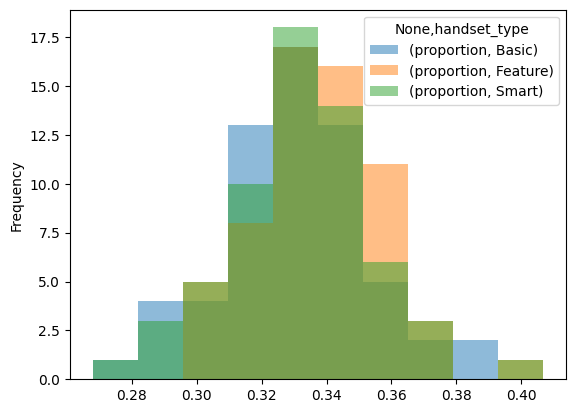 None,handset_type
(proportion, Basic)
(proportion, Feature)
(proportion, Smart)
Frequency
17.5
15.0
12.5
10.0
7.5
5.0
2.5
0.0
0.28 0.30 0.32 0.34 0.36 0.38 0.40